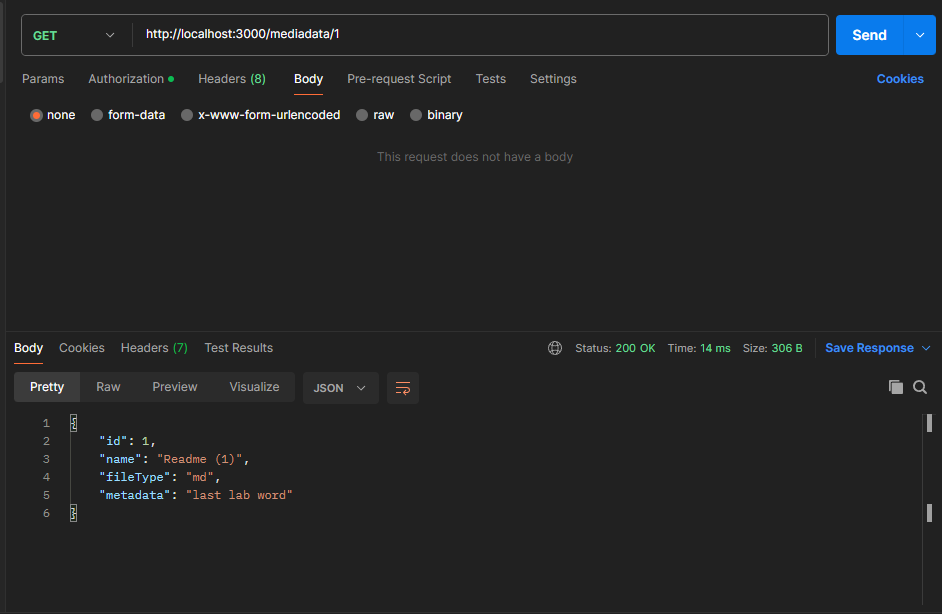 GET http://localhost:3000/mediadata/1 Send
Params Authorization Headers (8) Body Pre-request Script Tests Settings Cookies
none form-data x-www-form-urlencoded raw binary
This request does not have a body
Body Cookies Headers (7) Test Results Status: 200 OK Time: 14 ms Size: 306 B Save Response
Pretty Raw Preview Visualize JSON
1 {
2 "id": 1,
3 "name": "Readme (1)",
4 "fileType": "md",
5 "metadata": "last lab word"
6 }